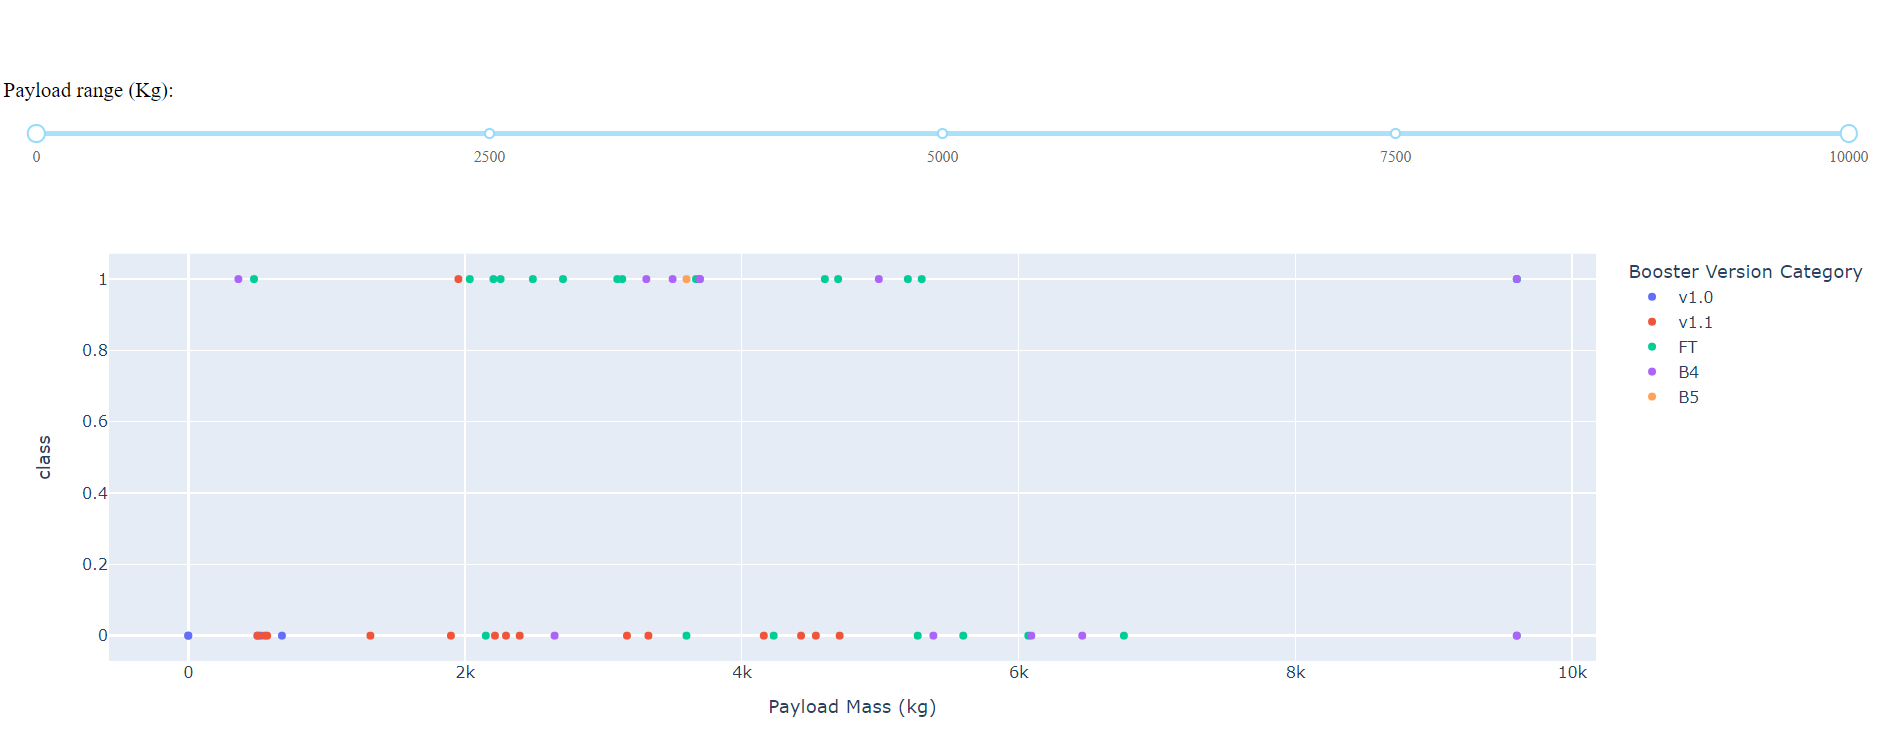 Payload range (Kg):
0 2500 5000 7500 10000
Booster Version Category
v1.0
v1.1
FT
B4
B5
1
0.8
0.6
0.4
0.2
0
class
0 2k 4k 6k 8k 10k
Payload Mass (kg)